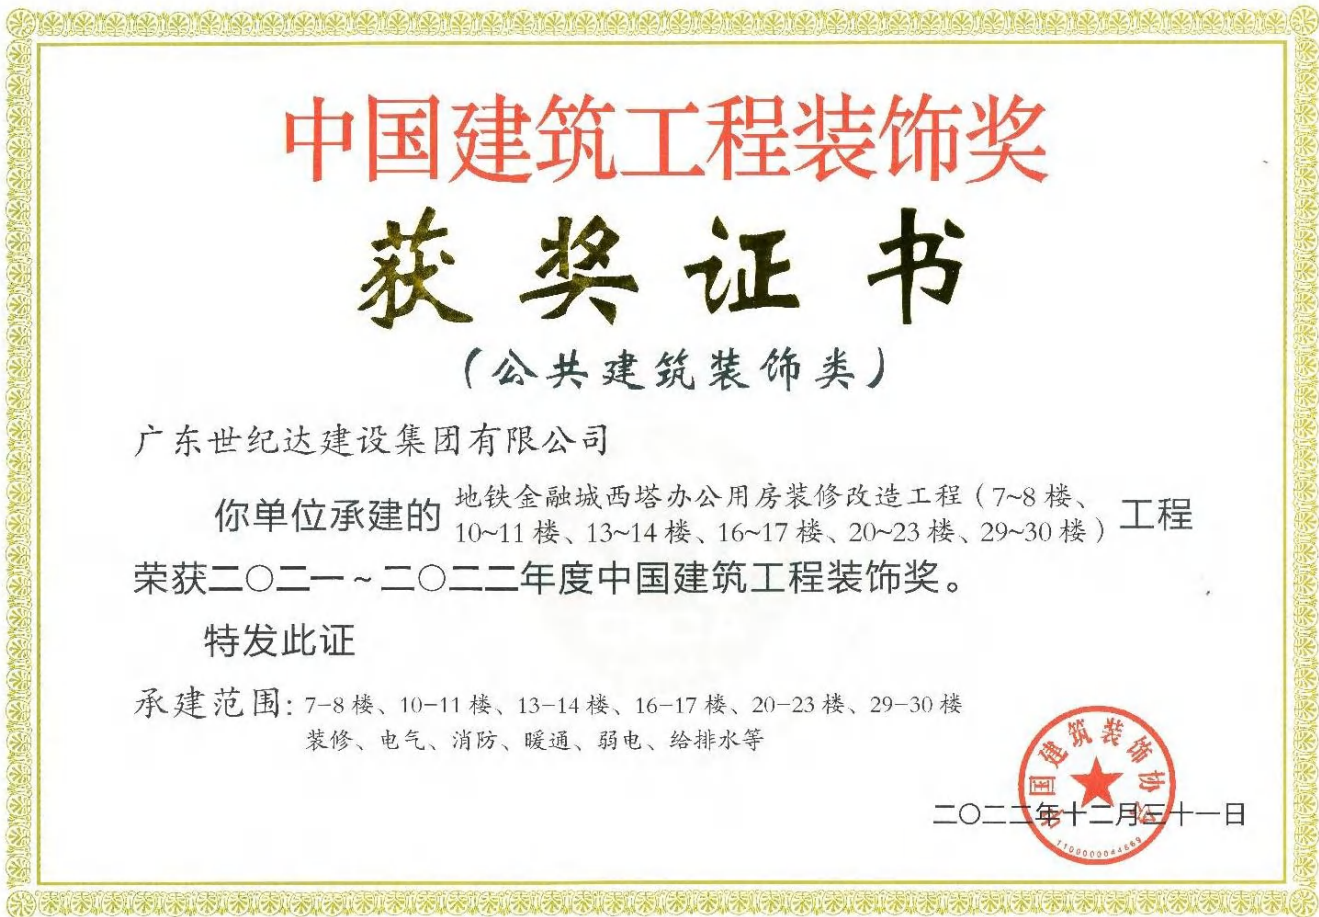 中国建筑工程装饰奖
获奖证书
（公共建筑装饰类）
广东世纪达建设集团有限公司
你单位承建的 地铁金融城西塔办公用房装修改造工程（7~8楼、
10~11楼、13~14楼、16~17楼、20~23楼、29~30楼） 工程
荣获二〇二一~二〇二二年度中国建筑工程装饰奖。
特发此证
承建范围: 7-8楼、10-11楼、13-14楼、16-17楼、20-23楼、29-30楼
装修、电气、消防、暖通、弱电、给排水等
中国建筑装饰协会
二〇二二年十二月三十一日